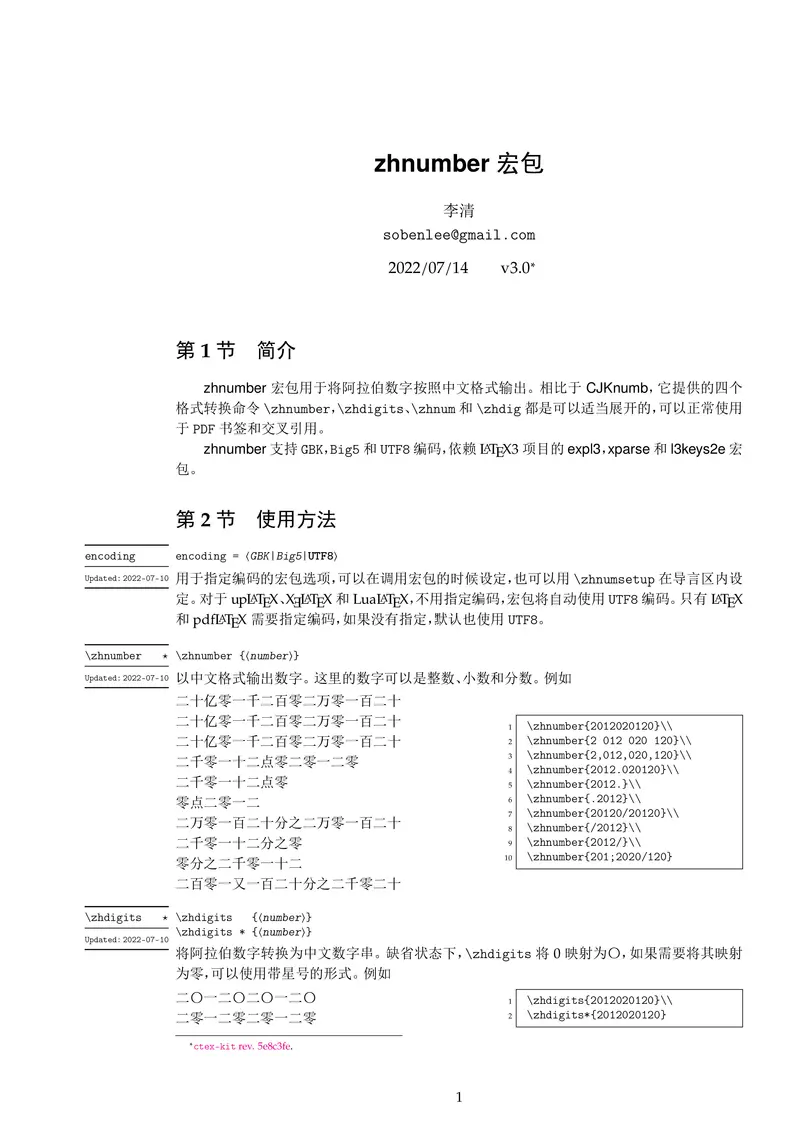 zhnumber 宏包
李清
sobenlee@gmail.com
2022/07/14 v3.0*
第 1 节 简介
zhnumber 宏包用于将阿拉伯数字按照中文格式输出。相比于 CJKnumb，它提供的四个
格式转换命令 \zhnumber，\zhdigits、\zhnum 和 \zhdig 都是可以适当展开的，可以正常使用
于 PDF 书签和交叉引用。
zhnumber 支持 GBK，Big5 和 UTF8 编码，依赖 LATEX3 项目的 expl3，xparse 和 l3keys2e 宏
包。
第 2 节 使用方法
encoding
Updated: 2022-07-10
encoding = ⟨GBK|Big5|UTF8⟩
用于指定编码的宏包选项，可以在调用宏包的时候设定，也可以用 \zhnumsetup 在导言区内设
定。对于 upLATEX、XƎLATEX 和 LuaLATEX，不用指定编码，宏包将自动使用 UTF8 编码。只有 LATEX
和 pdfLATEX 需要指定编码，如果没有指定，默认也使用 UTF8。
\zhnumber ⋆
Updated: 2022-07-10
\zhnumber {⟨number⟩}
以中文格式输出数字。这里的数字可以是整数、小数和分数。例如
二十亿零一千二百零二万零一百二十
二十亿零一千二百零二万零一百二十
二十亿零一千二百零二万零一百二十
二千零一十二点零二零一二零
二千零一十二点零
零点二零一二
二万零一百二十分之二万零一百二十
二千零一十二分之零
零分之二千零一十二
二百零一又一百二十分之二千零二十
1 \zhnumber{2012020120}\\
2 \zhnumber{2 012 020 120}\\
3 \zhnumber{2,012,020,120}\\
4 \zhnumber{2012.020120}\\
5 \zhnumber{2012.}\\
6 \zhnumber{.2012}\\
7 \zhnumber{20120/20120}\\
8 \zhnumber{/2012}\\
9 \zhnumber{2012/}\\
10 \zhnumber{201;2020/120}
\zhdigits ⋆
Updated: 2022-07-10
\zhdigits {⟨number⟩}
\zhdigits * {⟨number⟩}
将阿拉伯数字转换为中文数字串。缺省状态下，\zhdigits 将 0 映射为〇，如果需要将其映射
为零，可以使用带星号的形式。例如
二〇一二〇二〇一二〇
二零一二零二零一二零
1 \zhdigits{2012020120}\\
2 \zhdigits*{2012020120}
*ctex-kit rev. 5e8c3fe.
1